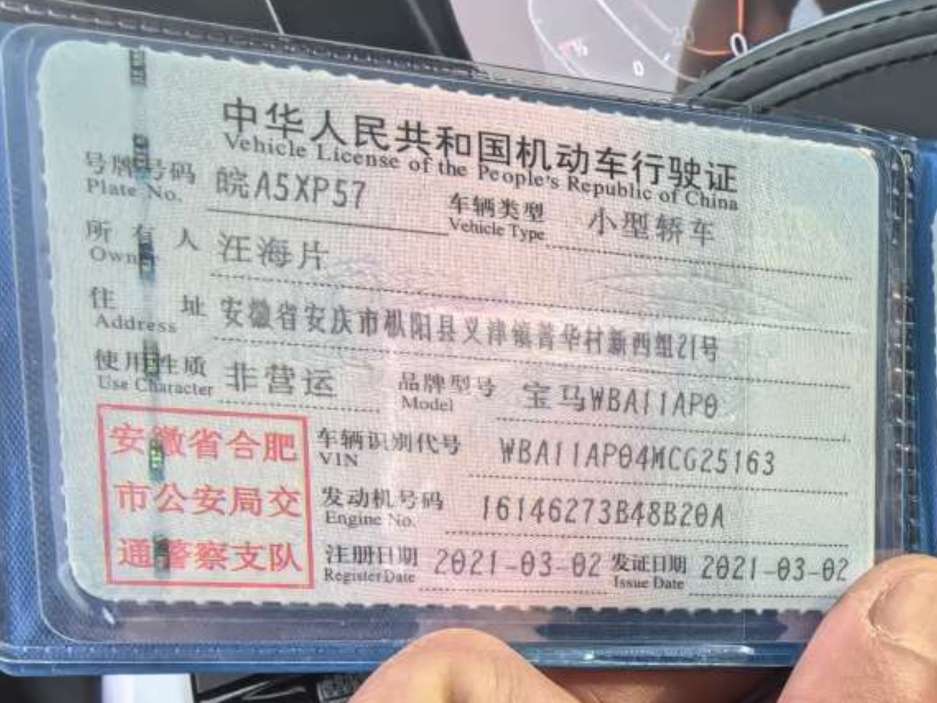 中华人民共和国机动车行驶证
Vehicle License of the People's Republic of China
号牌号码 皖A5XP57 车辆类型 小型轿车
Plate No. Vehicle Type
所有人 汪海片
Owner
住址 安徽省安庆市枞阳县义津镇菁华村新西组21号
Address
使用性质 非营运 品牌型号 宝马WBA11AP0
Use Character Model
安徽省合肥
市公安局交
通警察支队
车辆识别代号 WBA11AP04MCG25163
VIN
发动机号码 16146273B48B20A
Engine No.
注册日期 2021-03-02 发证日期 2021-03-02
Register Date Issue Date